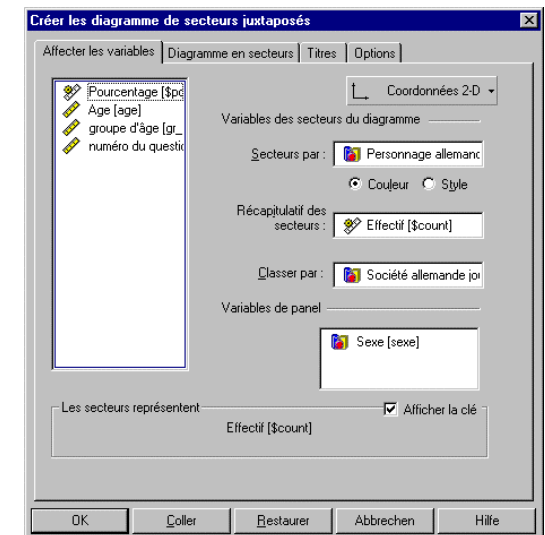 Créer les diagramme de secteurs juxtaposés
Affecter les variables Diagramme en secteurs Titres Options
Pourcentage [$pc
Age [age]
groupe d'âge [gr_
numéro du questic
Coordonnées 2-D
Variables des secteurs du diagramme
Secteurs par : Personnage allemanc
Couleur Style
Récapitulatif des
secteurs : Effectif [$count]
Classer par : Société allemande joi
Variables de panel
Sexe [sexe]
Les secteurs représentent Afficher la clé
Effectif [$count]
OK Coller Restaurer Abbrechen Hilfe